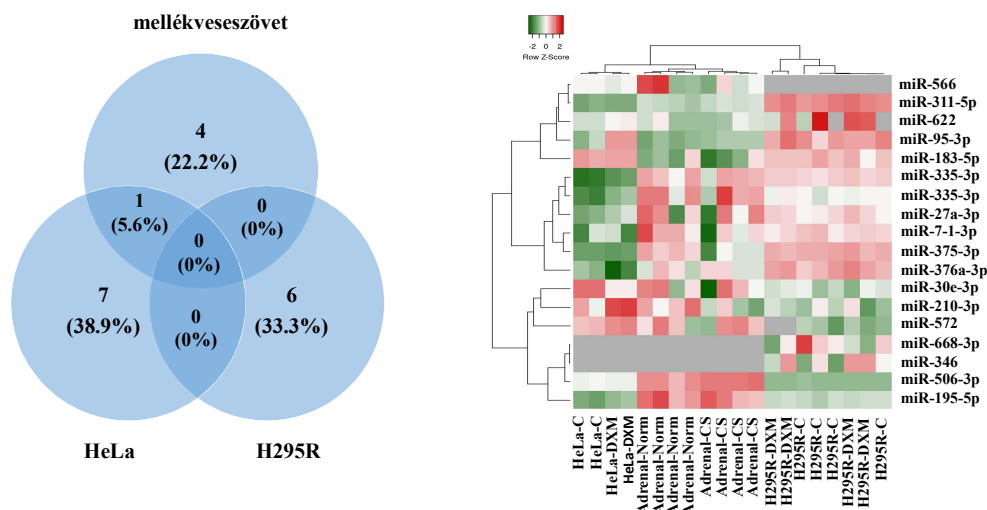 mellékveseszövet
4
(22.2%)
1
(5.6%)
0
(0%)
0
(0%)
7
(38.9%)
0
(0%)
6
(33.3%)
HeLa
H295R
-2 0 2
Row Z-Score
miR-566
miR-311-5p
miR-622
miR-95-3p
miR-183-5p
miR-335-3p
miR-335-3p
miR-27a-3p
miR-7-1-3p
miR-375-3p
miR-376a-3p
miR-30e-3p
miR-210-3p
miR-572
miR-668-3p
miR-346
miR-506-3p
miR-195-5p
HeLa-C
HeLa-C
HeLa-DXM
HeLa-DXM
Adrenal-Norm
Adrenal-Norm
Adrenal-Norm
Adrenal-Norm
Adrenal-CS
Adrenal-CS
Adrenal-CS
Adrenal-CS
H295R-DXM
H295R-DXM
H295R-C
H295R-C
H295R-C
H295R-DXM
H295R-DXM
H295R-C